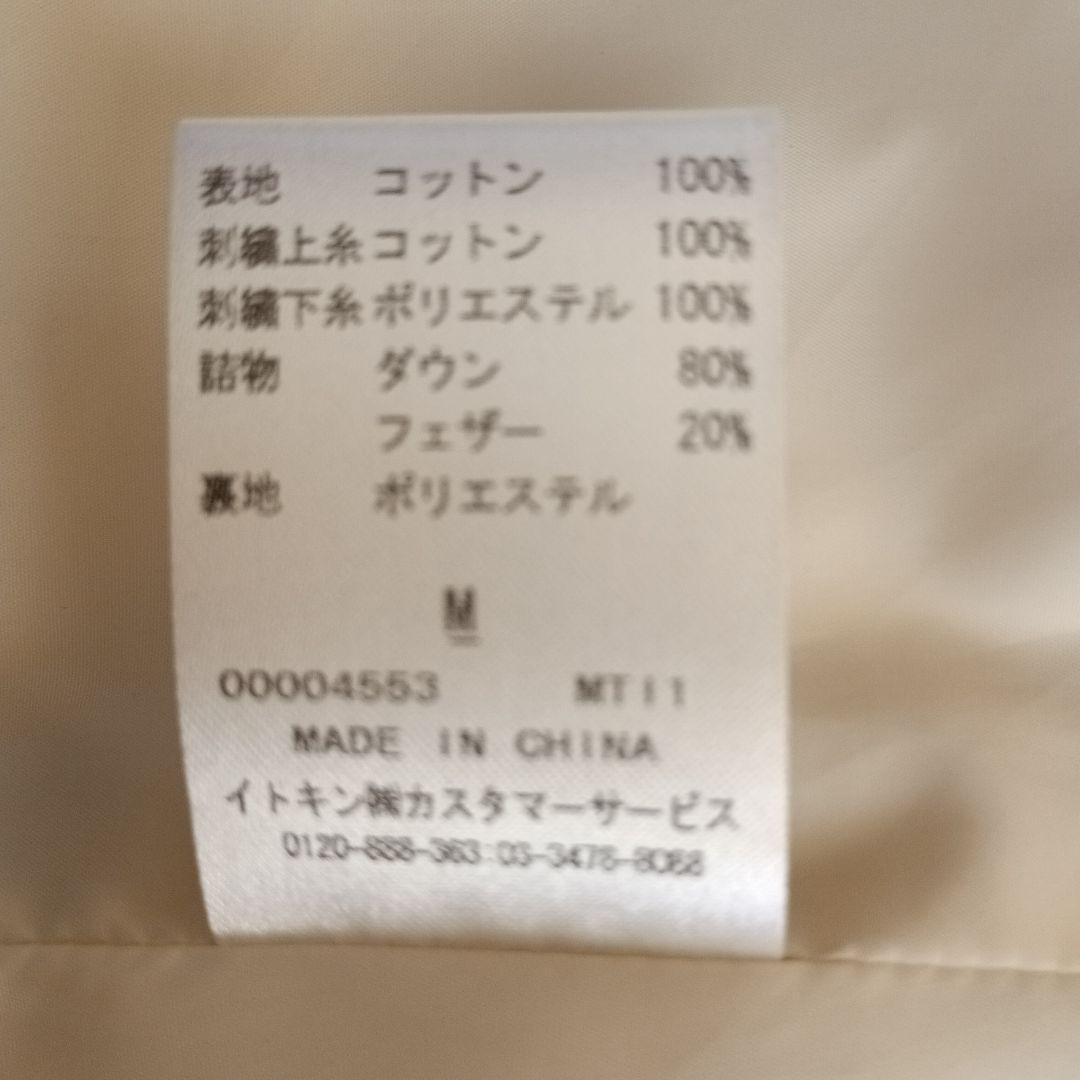 表地 コットン 100%
刺繍上糸 コットン 100%
刺繍下糸 ポリエステル 100%
詰物 ダウン 80%
フェザー 20%
裏地 ポリエステル
M
00004553 MTI1
MADE IN CHINA
イトキン㈱カスタマーサービス
0120-888-363:03-3478-8088